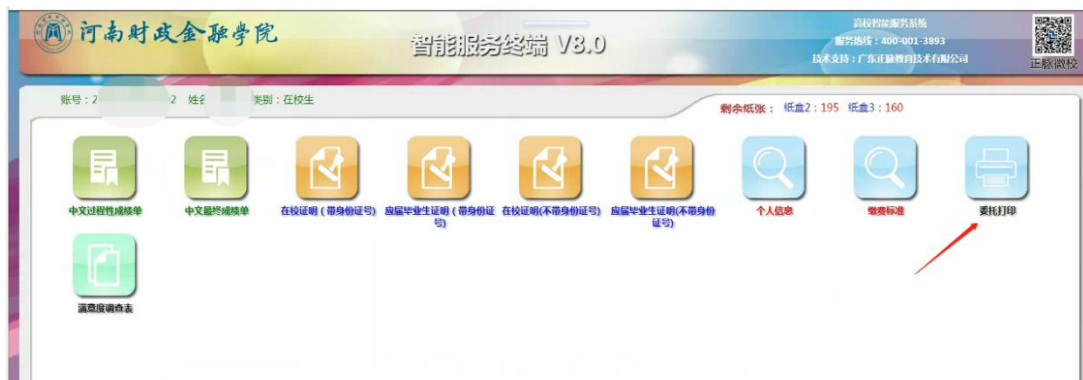 河南财政金融学院
智能服务终端 V3.0
高校智能服务系统
服务热线：400-001-3893
技术支持：广东正脉教育技术有限公司
正脉微校
账号：2 2 姓名 类别：在校生
剩余纸张： 纸盒2：195 纸盒3：160
中文过程性成绩单
中文最终成绩单
在校证明（带身份证号）
应届毕业生证明（带身份证
号)
在校证明(不带身份证号)
应届毕业生证明(不带身份
证号)
个人信息
缴费标准
委托打印
满意度调查表